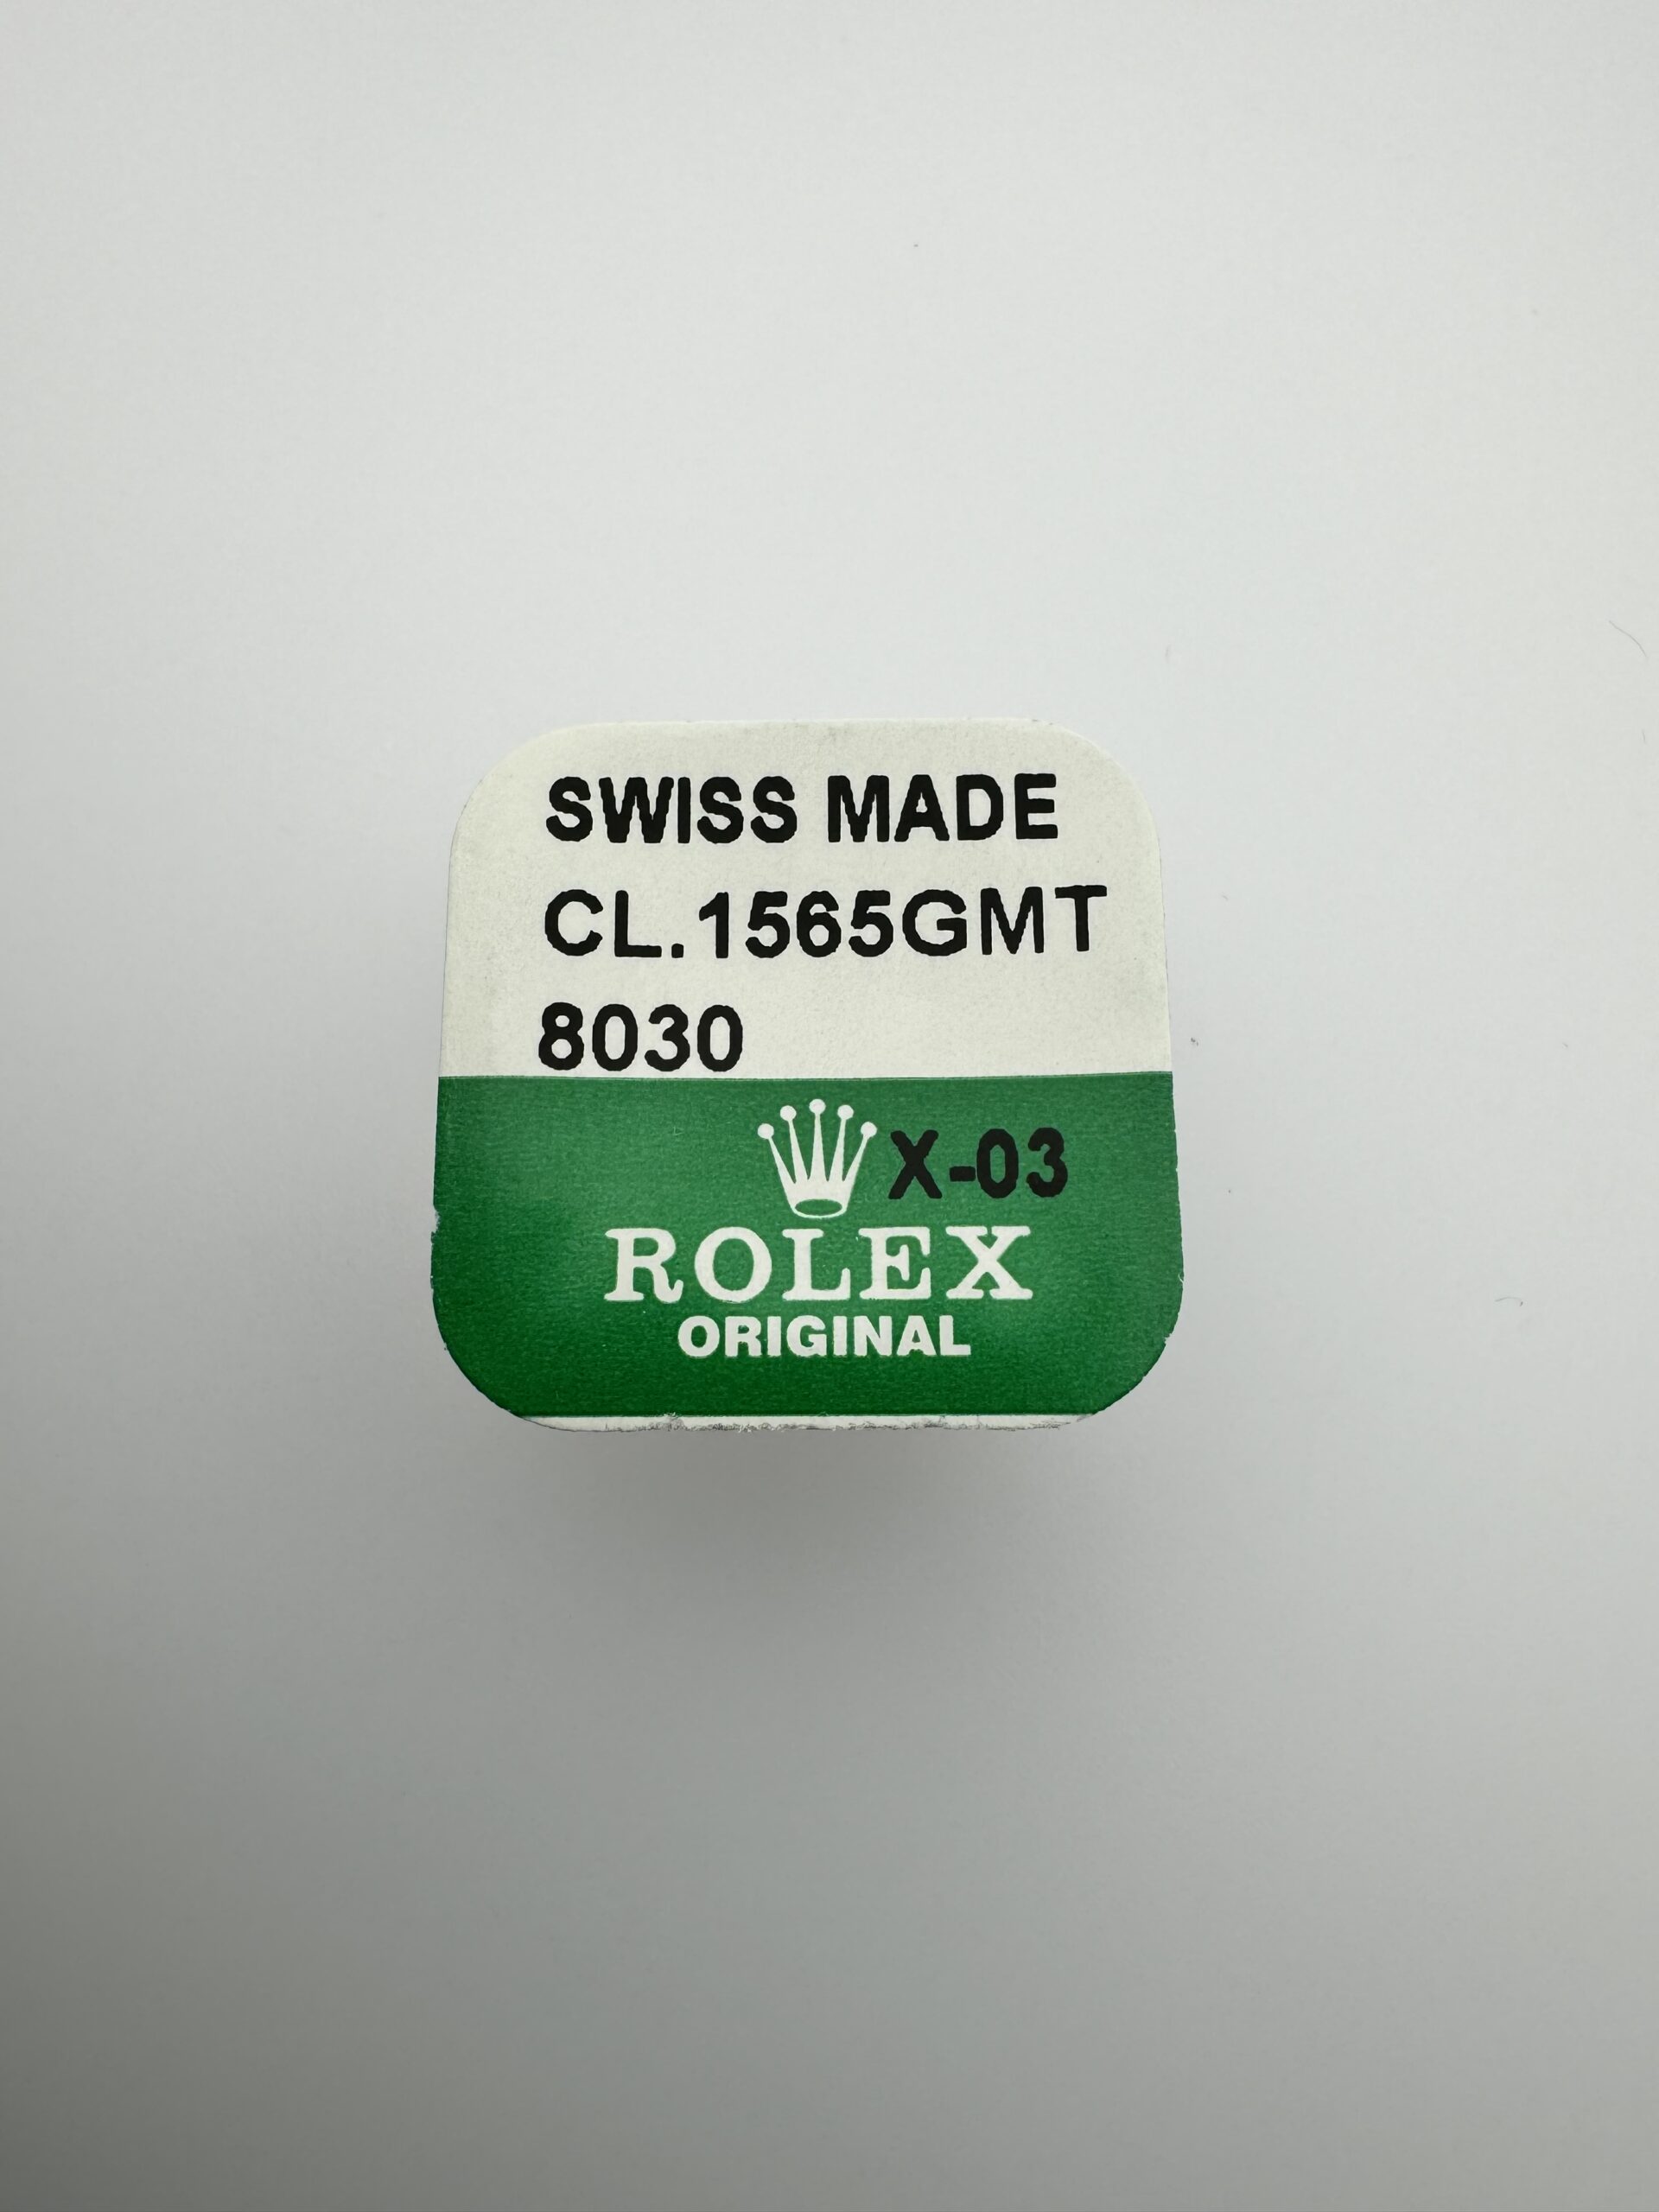 SWISS MADE
CL.1565GMT
8030
X-03
ROLEX
ORIGINAL